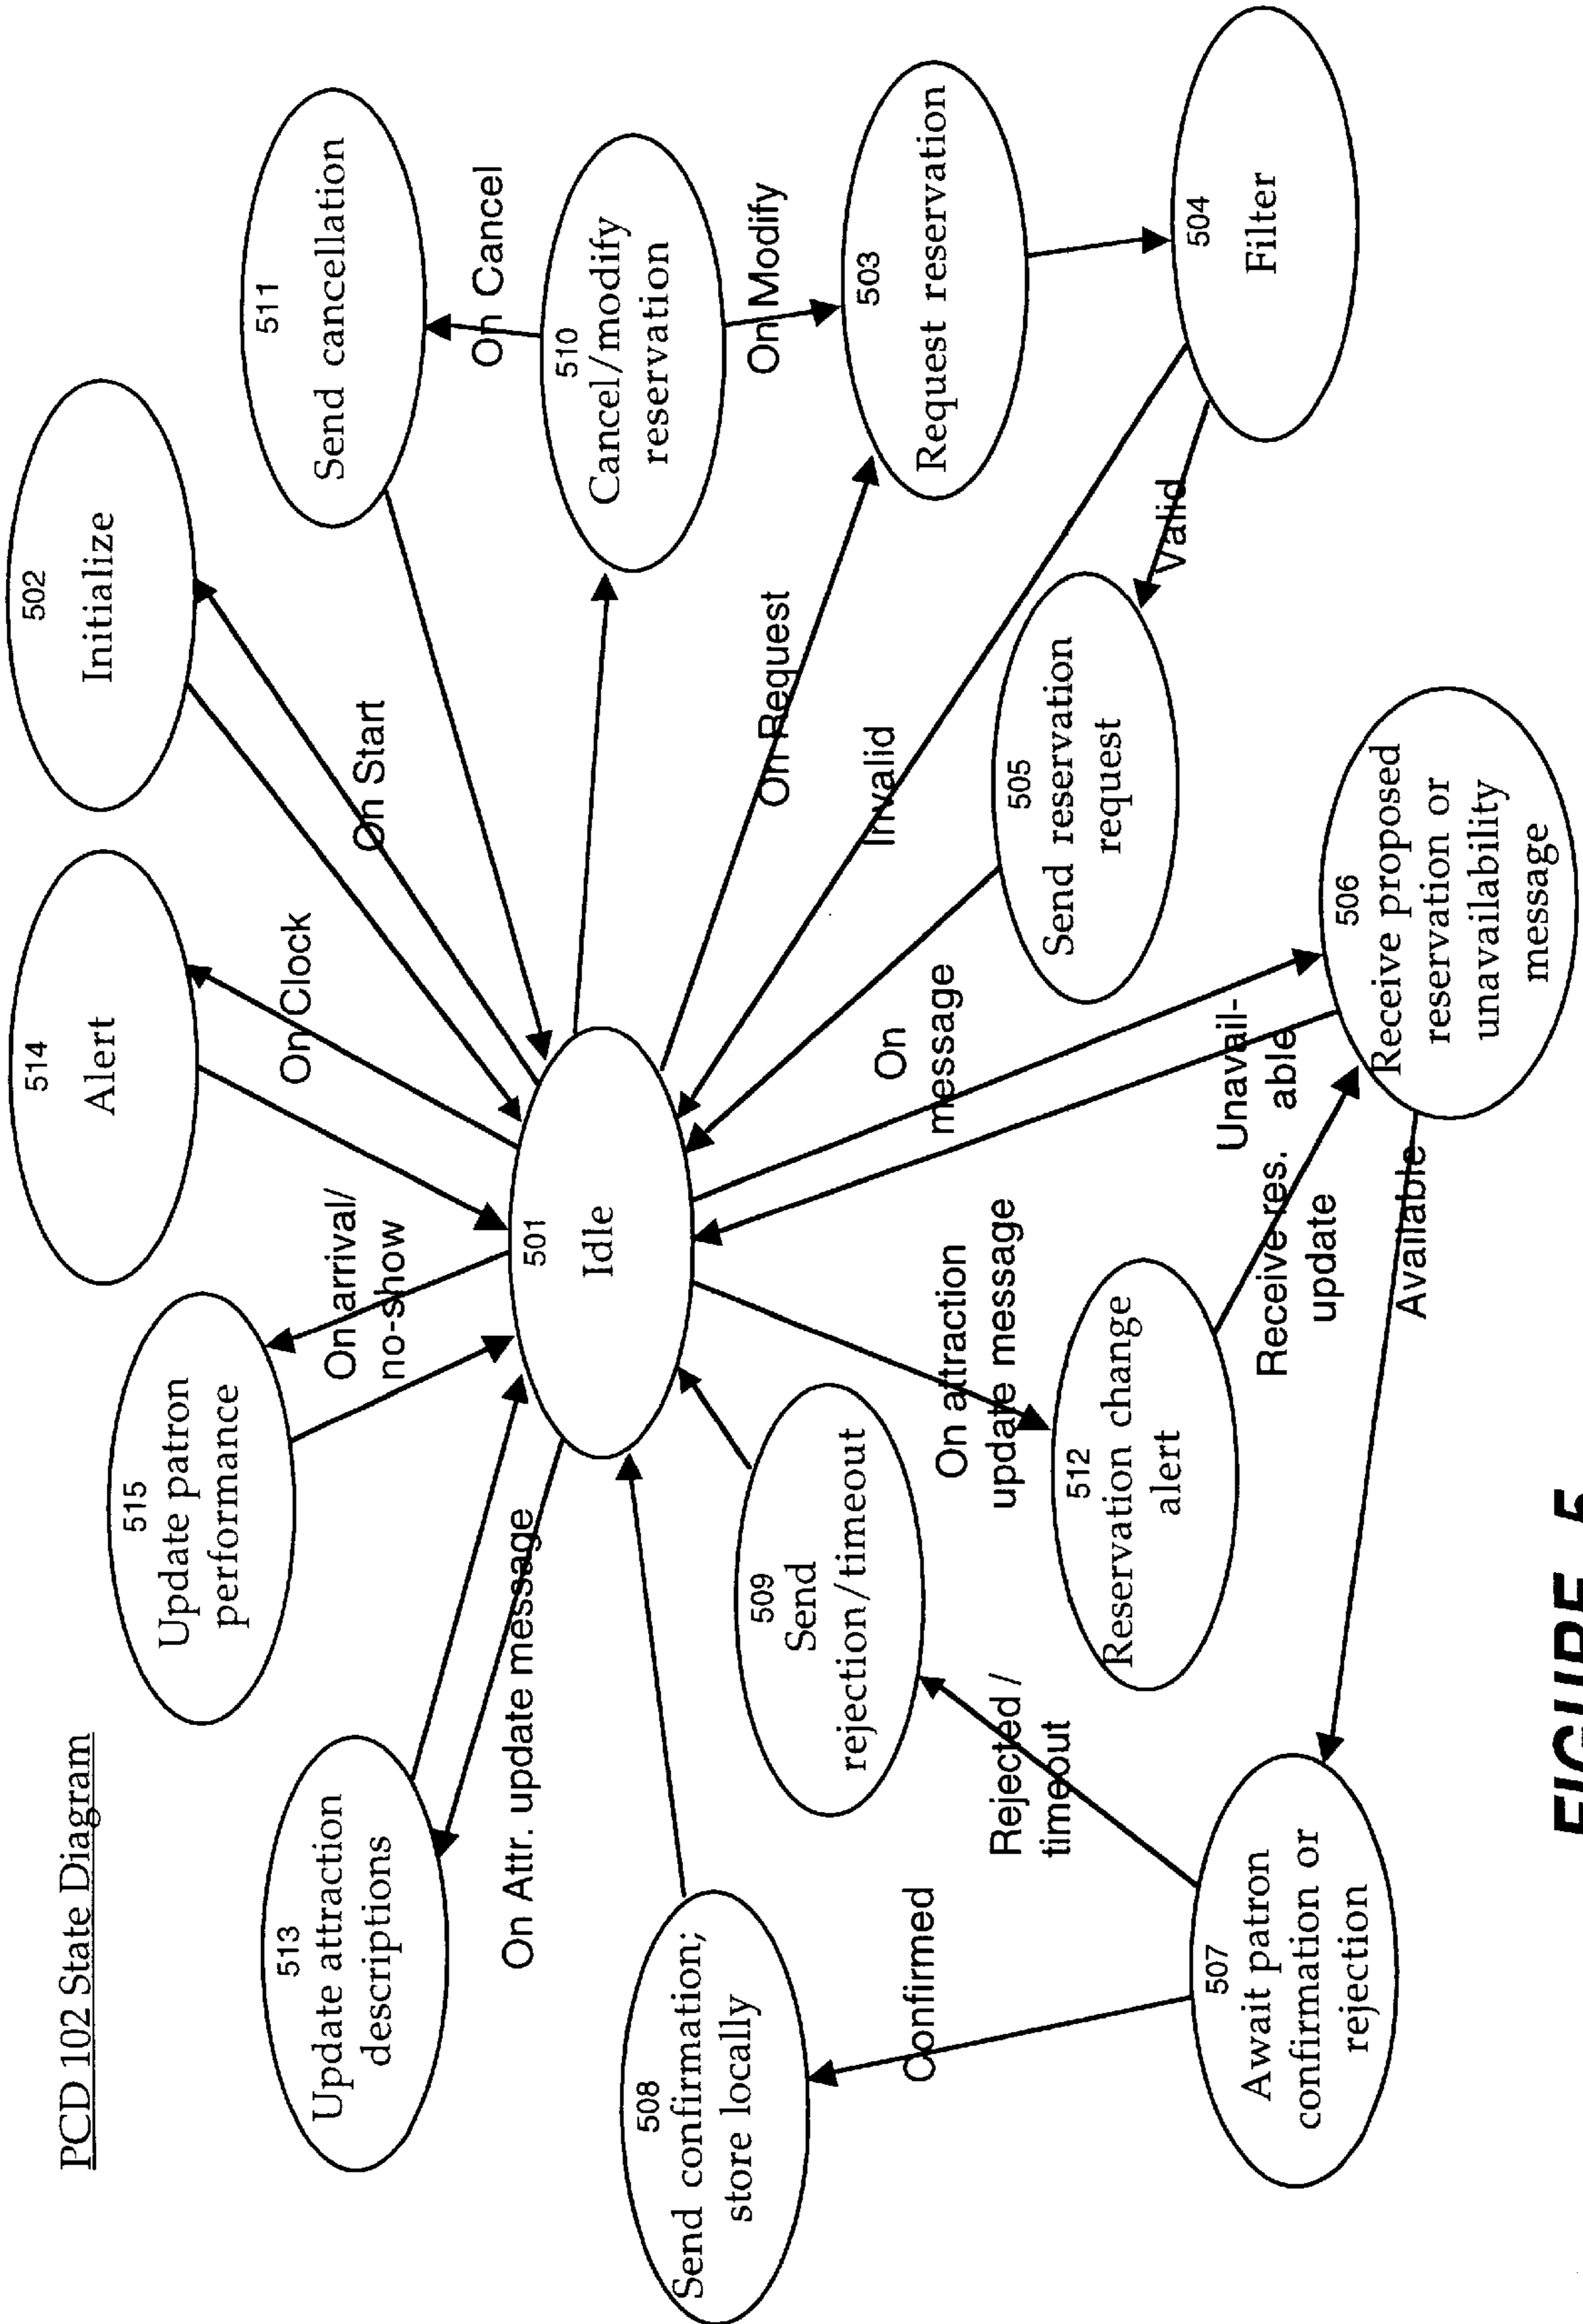 PCD 102 State Diagram
502
Initialize
514
Alert
515
Update patron
performance
513
Update attraction
descriptions
511
Send cancellation
On Start
On Clock
On arrival/
no-show
On Attr. update message
On Cancel
510
Cancel/modify
reservation
On Modify
501
Idle
508
Send confirmation;
store locally
509
Send
rejection/timeout
503
Request reservation
On Request
Invalid
On
message
On attraction
update message
Confirmed
Rejected /
timeout
504
Filter
Valid
505
Send reservation
request
512
Reservation change
alert
Unavail-
able
Receive res.
update
Available
507
Await patron
confirmation or
rejection
506
Receive proposed
reservation or
unavailability
message
FIGURE 5